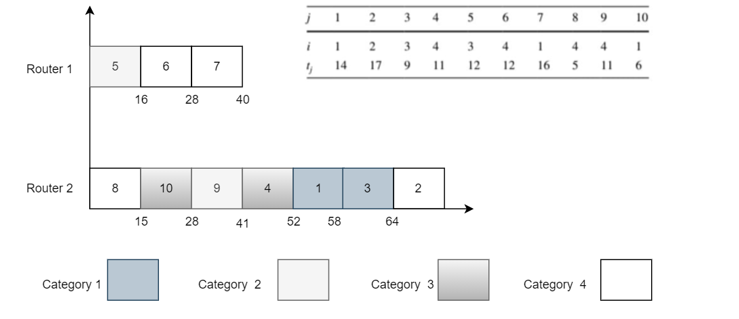 j 1 2 3 4 5 6 7 8 9 10
i 1 2 3 4 3 4 1 4 4 1
tj 14 17 9 11 12 12 16 5 11 6
Router 1 5 6 7
16 28 40
Router 2 8 10 9 4 1 3 2
15 28 41 52 58 64
Category 1 Category 2 Category 3 Category 4